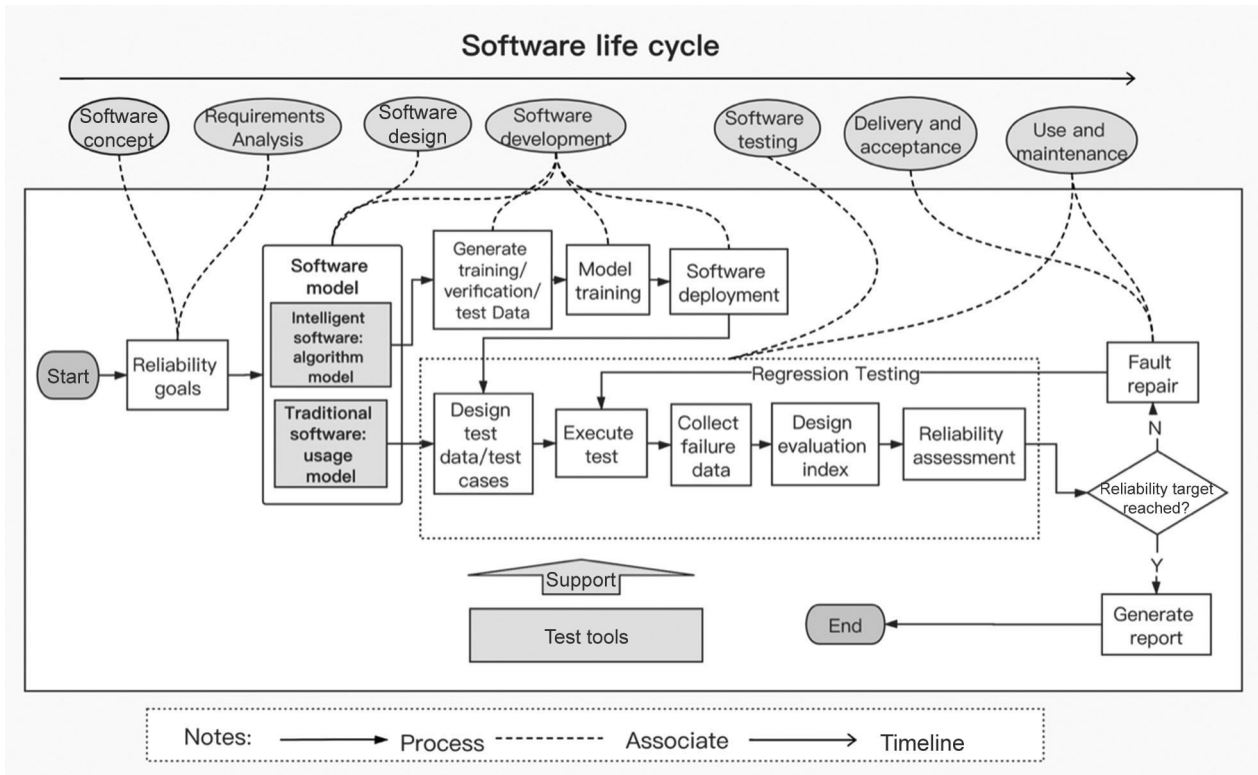 Software life cycle
Software
concept
Requirements
Analysis
Software
design
Software
development
Software
testing
Delivery and
acceptance
Use and
maintenance
Software
model
Intelligent
software:
algorithm
model
Traditional
software:
usage
model
Generate
training/
verification/
test Data
Model
training
Software
deployment
Start
Reliability
goals
Regression Testing
Fault
repair
Design
test
data/test
cases
Execute
test
Collect
failure
data
Design
evaluation
index
Reliability
assessment
N
Reliability target
reached?
Y
Support
Test tools
End
Generate
report
Notes:
Process
Associate
Timeline